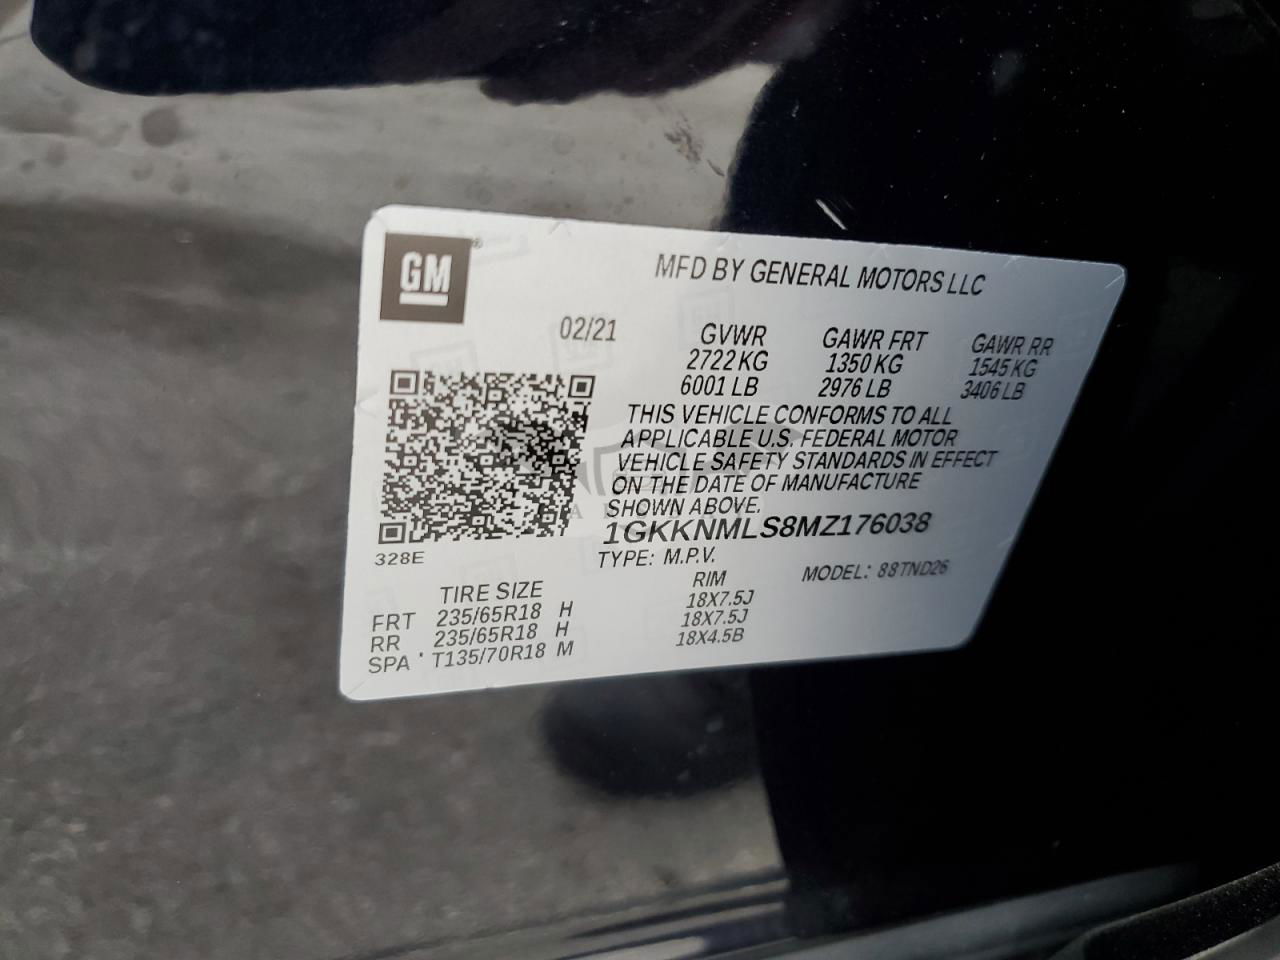 GM ®
MFD BY GENERAL MOTORS LLC
02/21
GVWR GAWR FRT GAWR RR
2722 KG 1350 KG 1545 KG
6001 LB 2976 LB 3406 LB
THIS VEHICLE CONFORMS TO ALL
APPLICABLE U.S. FEDERAL MOTOR
VEHICLE SAFETY STANDARDS IN EFFECT
ON THE DATE OF MANUFACTURE
SHOWN ABOVE.
1GKKNMLS8MZ176038
328E
TYPE: M.P.V. MODEL: 88TND26
TIRE SIZE RIM
FRT 235/65R18 H 18X7.5J
RR 235/65R18 H 18X7.5J
SPA T135/70R18 M 18X4.5B